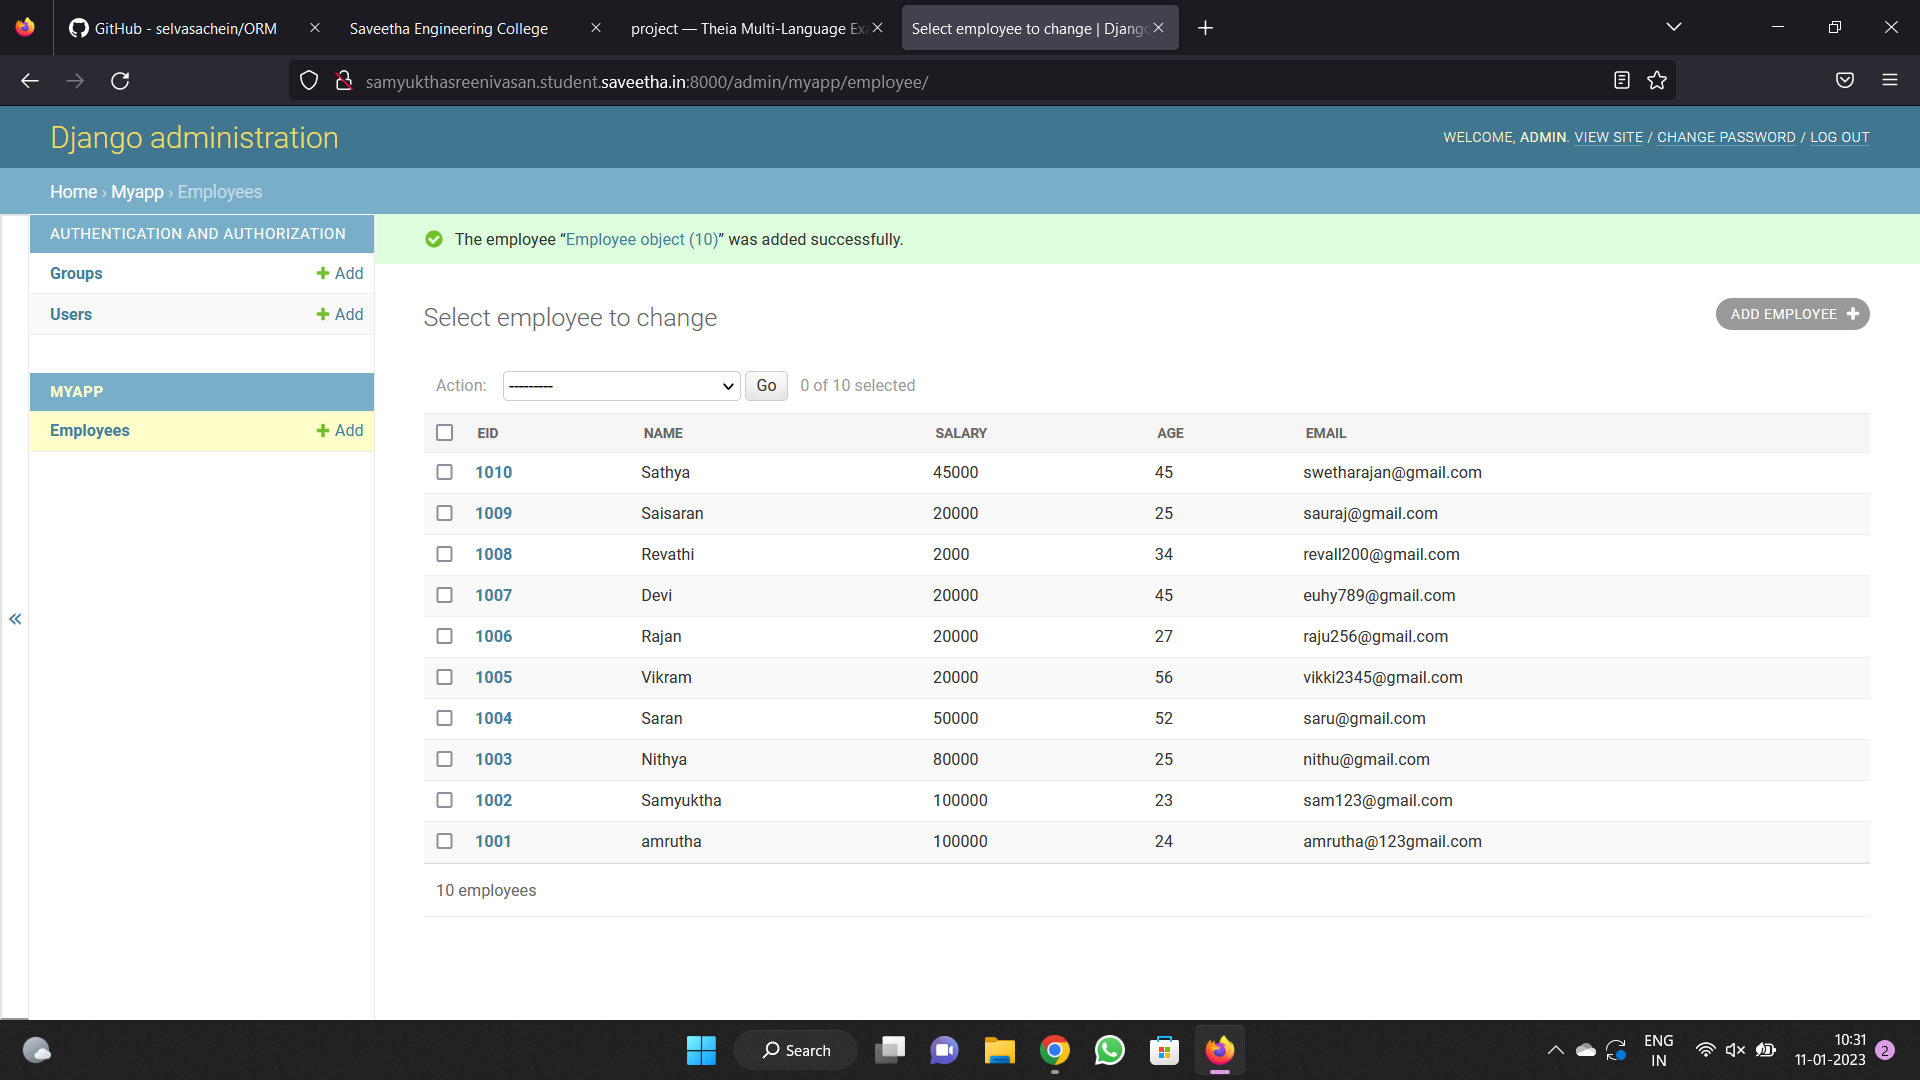 GitHub - selvasachein/ORM
Saveetha Engineering College
project — Theia Multi-Language Ex
Select employee to change | Django
samyukthasreenivasan.student.saveetha.in:8000/admin/myapp/employee/
Django administration
WELCOME, ADMIN. VIEW SITE / CHANGE PASSWORD / LOG OUT
Home › Myapp › Employees
AUTHENTICATION AND AUTHORIZATION
Groups + Add
Users + Add
MYAPP
Employees + Add
«
The employee “Employee object (10)” was added successfully.
Select employee to change
ADD EMPLOYEE +
Action: --------- Go 0 of 10 selected
EID NAME SALARY AGE EMAIL
1010 Sathya 45000 45 swetharajan@gmail.com
1009 Saisaran 20000 25 sauraj@gmail.com
1008 Revathi 2000 34 revall200@gmail.com
1007 Devi 20000 45 euhy789@gmail.com
1006 Rajan 20000 27 raju256@gmail.com
1005 Vikram 20000 56 vikki2345@gmail.com
1004 Saran 50000 52 saru@gmail.com
1003 Nithya 80000 25 nithu@gmail.com
1002 Samyuktha 100000 23 sam123@gmail.com
1001 amrutha 100000 24 amrutha@123gmail.com
10 employees
Search
ENG
IN
10:31
11-01-2023
2